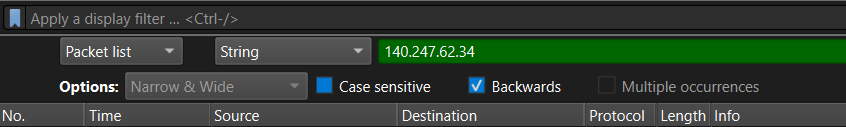 Apply a display filter ... <Ctrl-/>
Packet list String 140.247.62.34
Options: Narrow & Wide Case sensitive Backwards Multiple occurrences
No. Time Source Destination Protocol Length Info